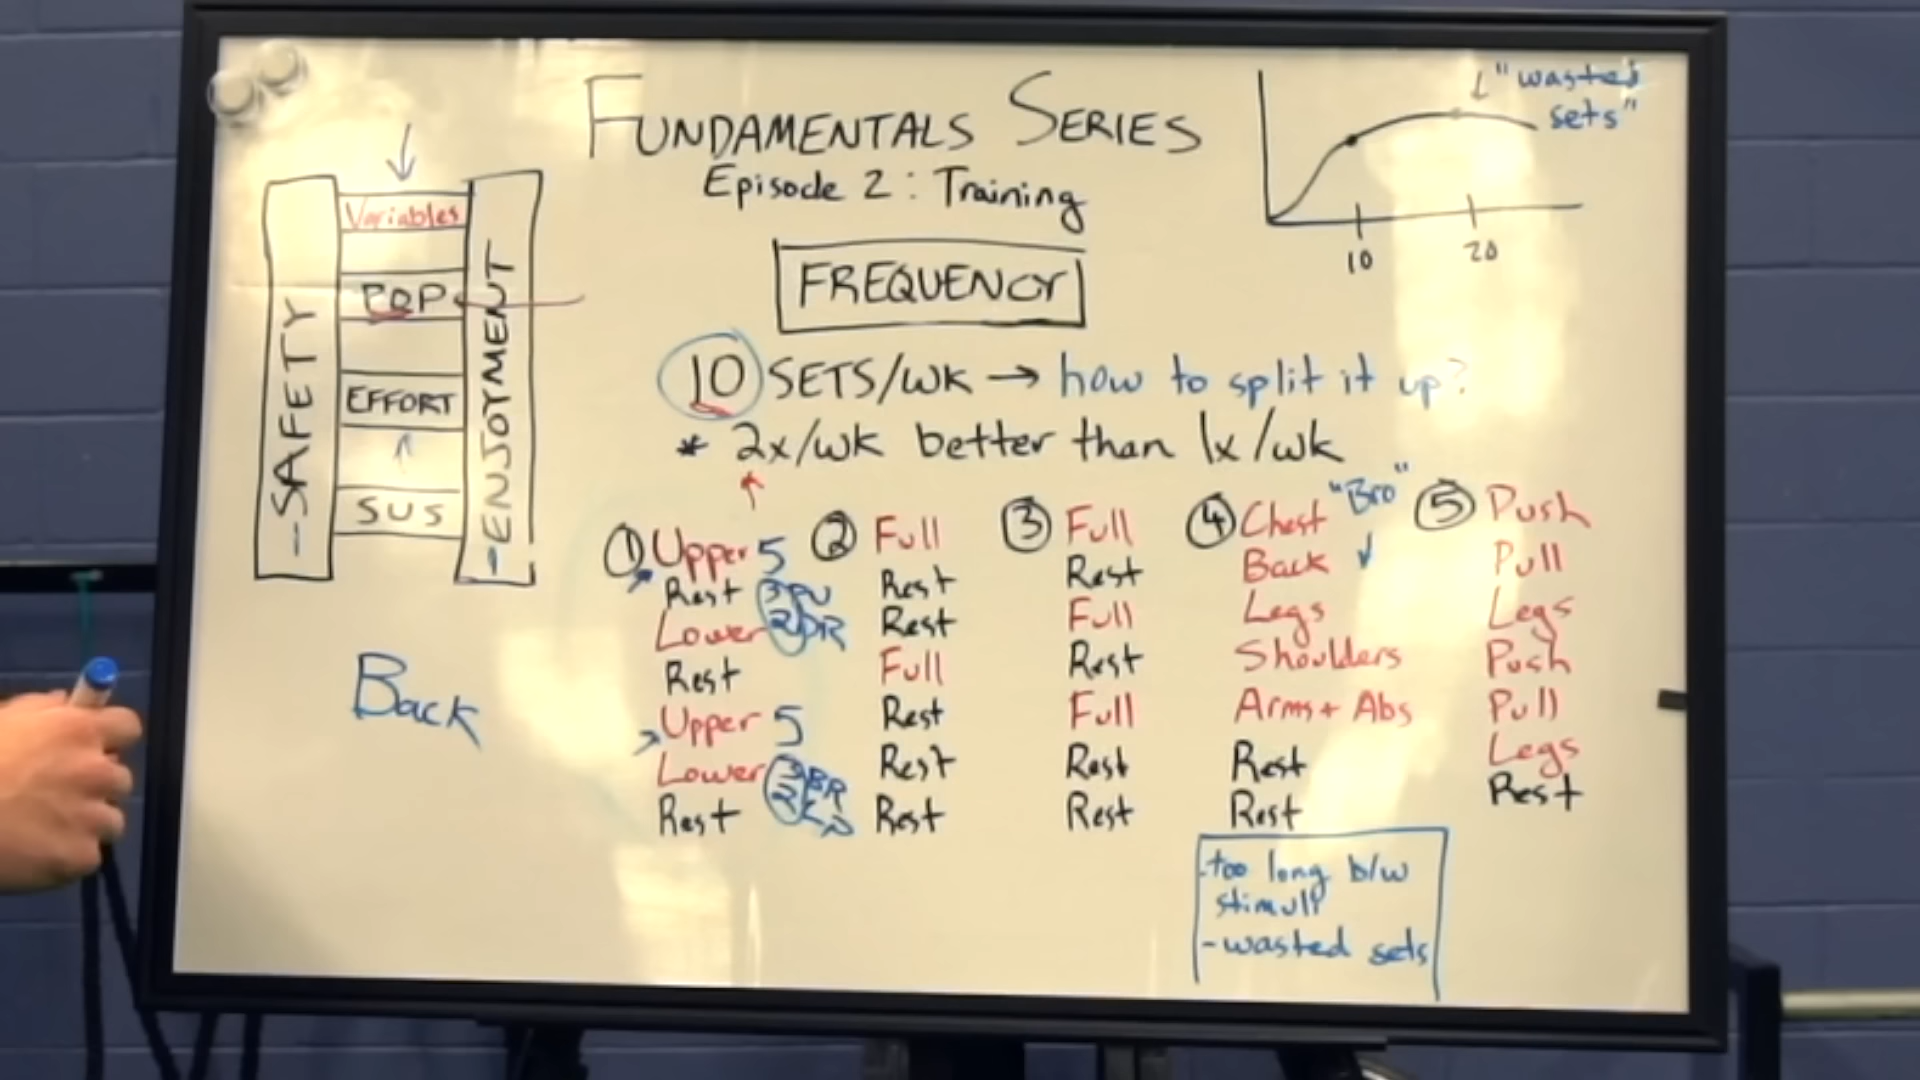 FUNDAMENTALS SERIES
Episode 2: Training
FREQUENCY
"wasted
sets"
10
20
SAFETY
Variables
PQP
EFFORT
SUS
ENJOYMENT
10 SETS/WK → how to split it up?
* 2x/wk better than 1x/wk
Back
① Upper 5
Rest 3 PU
Lower 2 DR
Rest
Upper 5
Lower 3 BR
Rest 2
② Full
Rest
Rest
Full
Rest
Rest
Rest
③ Full
Rest
Full
Rest
Full
Rest
Rest
④ Chest "Bro"
Back
Legs
Shoulders
Arms + Abs
Rest
Rest
- too long b/w
stimuli
- wasted sets
⑤ Push
Pull
Legs
Push
Pull
Legs
Rest